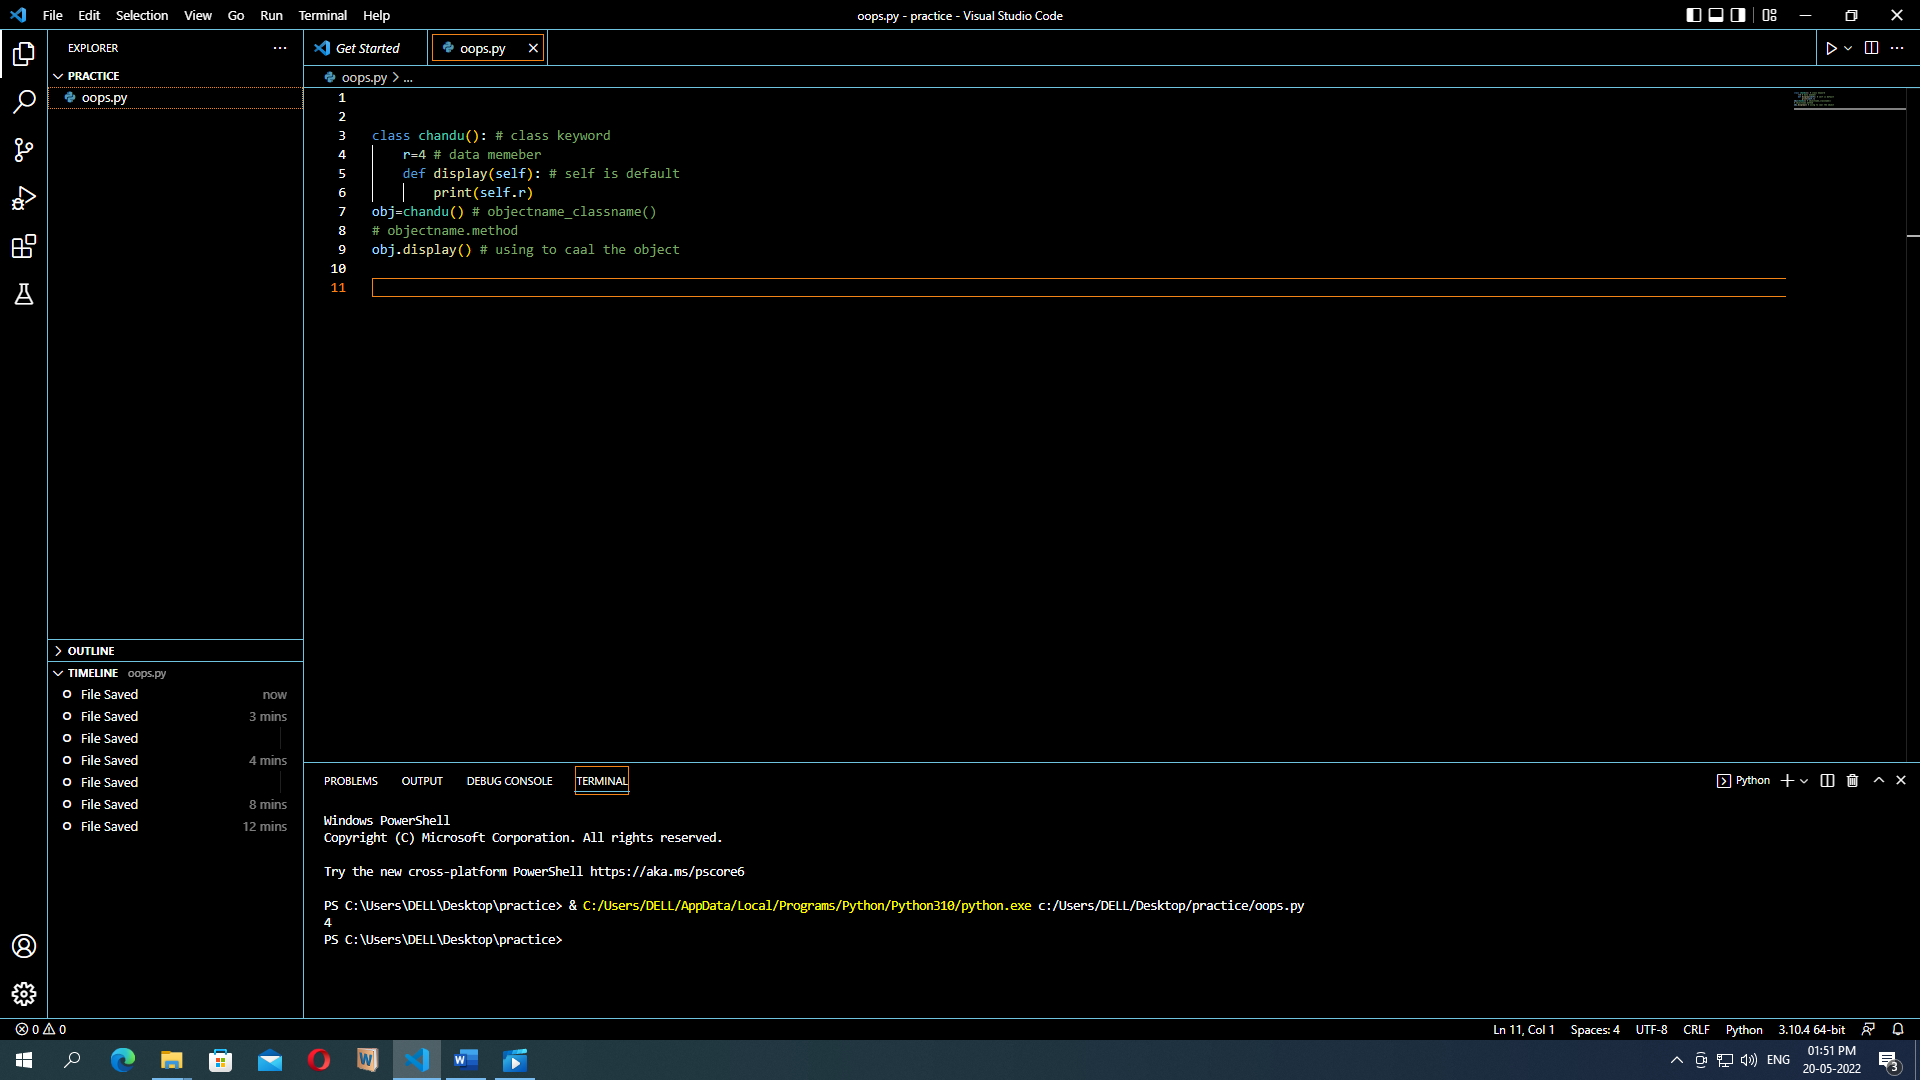 File Edit Selection View Go Run Terminal Help
oops.py - practice - Visual Studio Code
EXPLORER
Get Started
oops.py
PRACTICE
oops.py
oops.py > ...
1
2
3 class chandu(): # class keyword
4 r=4 # data memeber
5 def display(self): # self is default
6 print(self.r)
7 obj=chandu() # objectname_classname()
8 # objectname.method
9 obj.display() # using to caal the object
10
11
OUTLINE
TIMELINE oops.py
File Saved now
File Saved 3 mins
File Saved
File Saved 4 mins
File Saved
File Saved 8 mins
File Saved 12 mins
PROBLEMS OUTPUT DEBUG CONSOLE TERMINAL
Python
Windows PowerShell
Copyright (C) Microsoft Corporation. All rights reserved.
Try the new cross-platform PowerShell https://aka.ms/pscore6
PS C:\Users\DELL\Desktop\practice> & C:/Users/DELL/AppData/Local/Programs/Python/Python310/python.exe c:/Users/DELL/Desktop/practice/oops.py
4
PS C:\Users\DELL\Desktop\practice>
0 0
Ln 11, Col 1 Spaces: 4 UTF-8 CRLF Python 3.10.4 64-bit
W
W
ENG
01:51 PM
20-05-2022
3